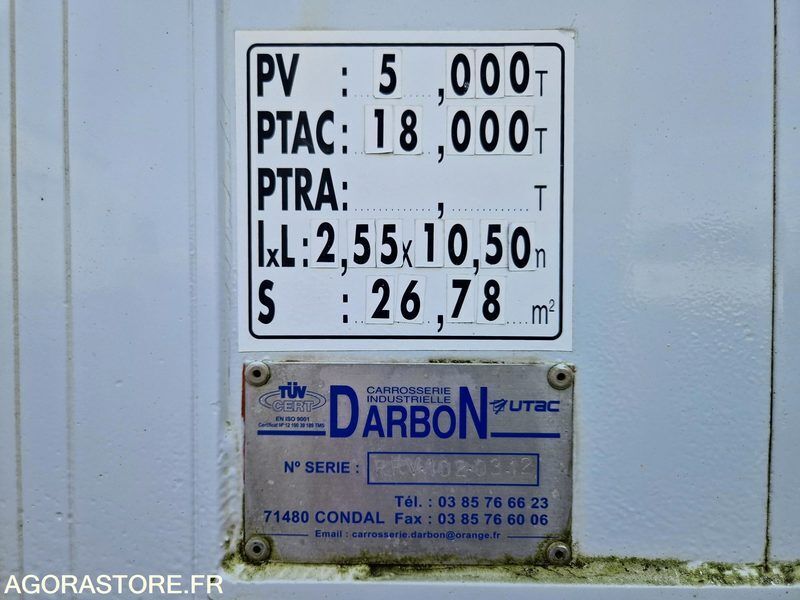 PV : 5,000 T
PTAC: 18,000 T
PTRA: , T
lxL: 2,55x10,50
S : 26,78 m²
TÜV
CERT
EN ISO 9001
CARROSSERIE
INDUSTRIELLE
DARBON
UTAC
N° SERIE :
Tél. : 03 85 76 66 23
71480 CONDAL Fax : 03 85 76 60 06
Email : carrosserie.darbon@orange.fr
AGORASTORE.FR